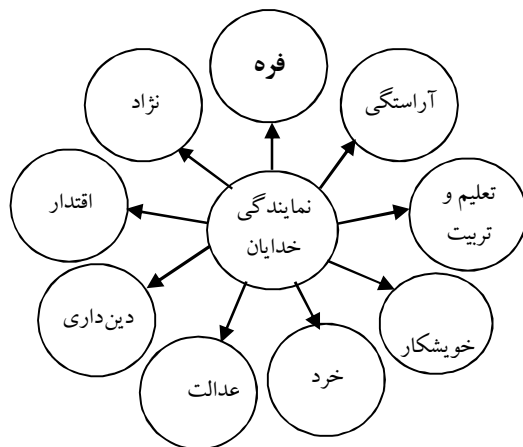 فره
آراستگی
نژاد
تعلیم و
تربیت
نمایندگی
خدایان
اقتدار
دین‌داری
خویشکار
خرد
عدالت